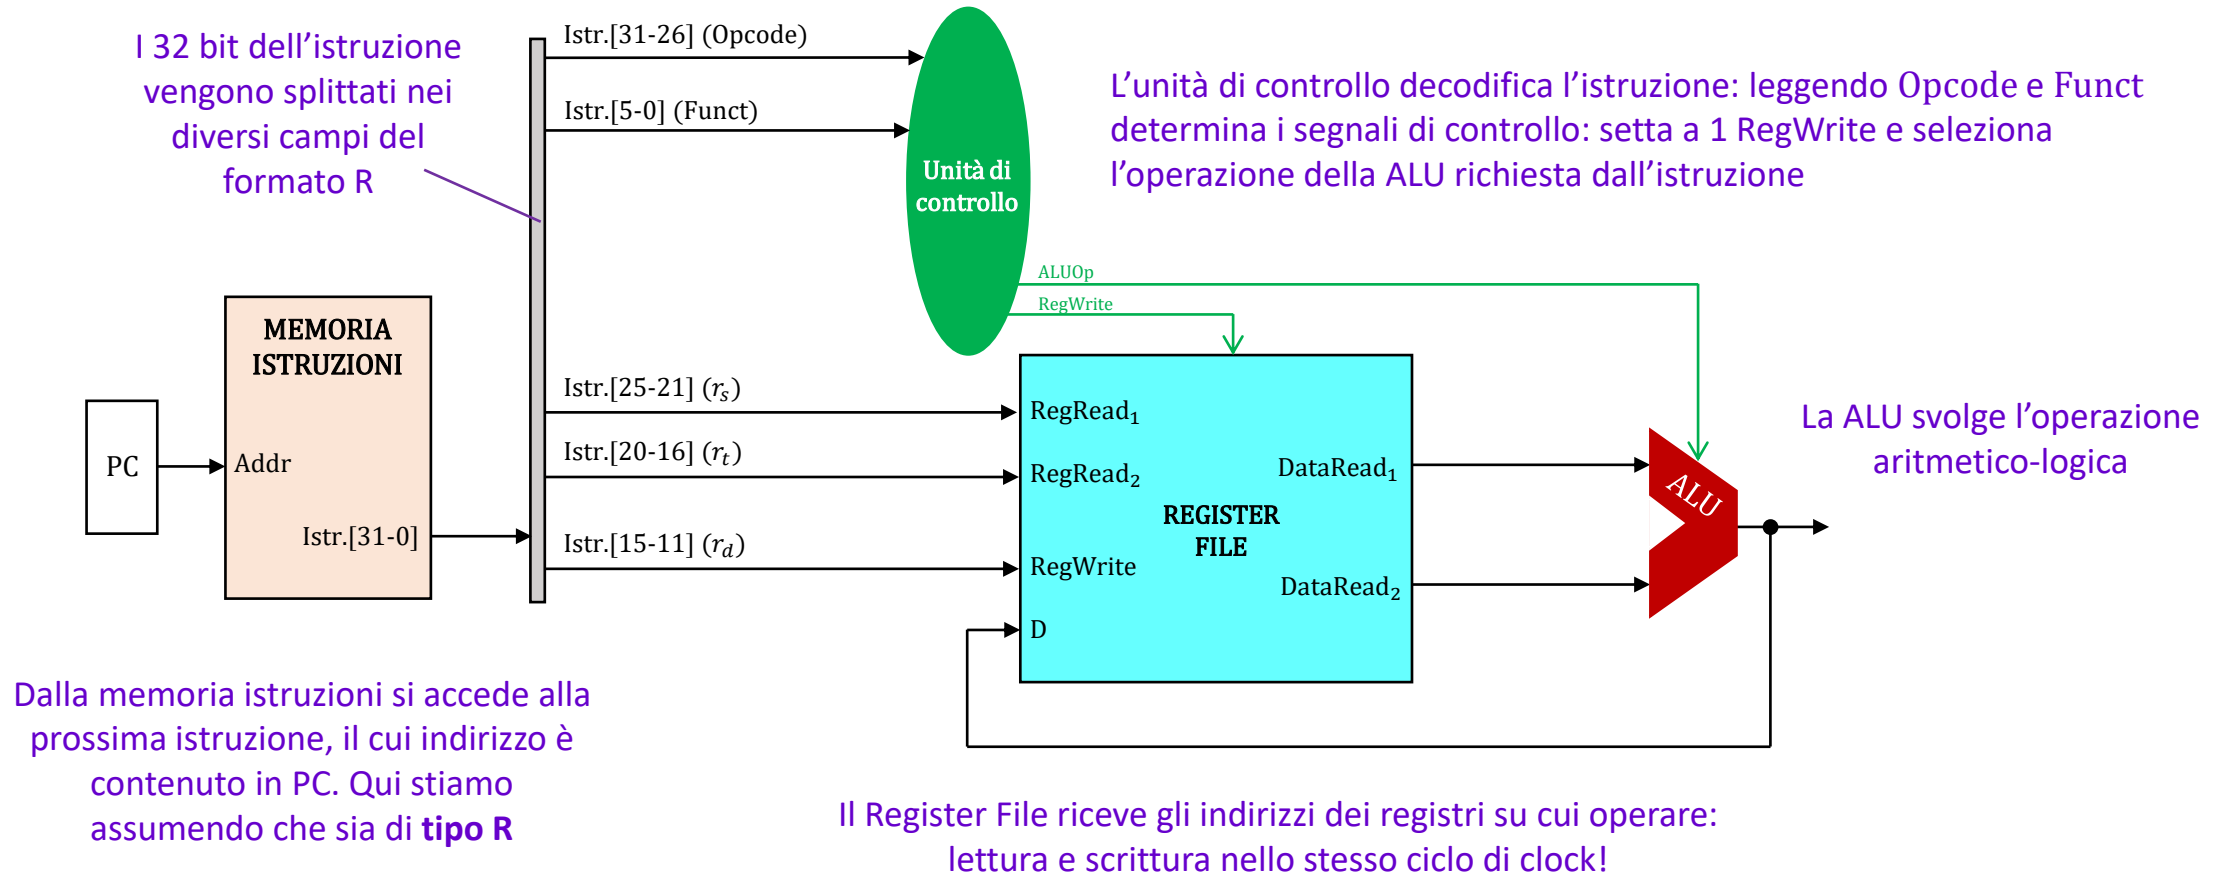 I 32 bit dell’istruzione
vengono splittati nei
diversi campi del
formato R
Istr.[31-26] (Opcode)
Istr.[5-0] (Funct)
Unità di
controllo
L’unità di controllo decodifica l’istruzione: leggendo Opcode e Funct
determina i segnali di controllo: setta a 1 RegWrite e seleziona
l’operazione della ALU richiesta dall’istruzione
ALUOp
RegWrite
MEMORIA
ISTRUZIONI
PC
Addr
Istr.[31-0]
Istr.[25-21] (rₛ)
Istr.[20-16] (rₜ)
Istr.[15-11] (r_d)
RegRead₁
RegRead₂
RegWrite
D
REGISTER
FILE
DataRead₁
DataRead₂
ALU
La ALU svolge l’operazione
aritmetico-logica
Dalla memoria istruzioni si accede alla
prossima istruzione, il cui indirizzo è
contenuto in PC. Qui stiamo
assumendo che sia di tipo R
Il Register File riceve gli indirizzi dei registri su cui operare:
lettura e scrittura nello stesso ciclo di clock!